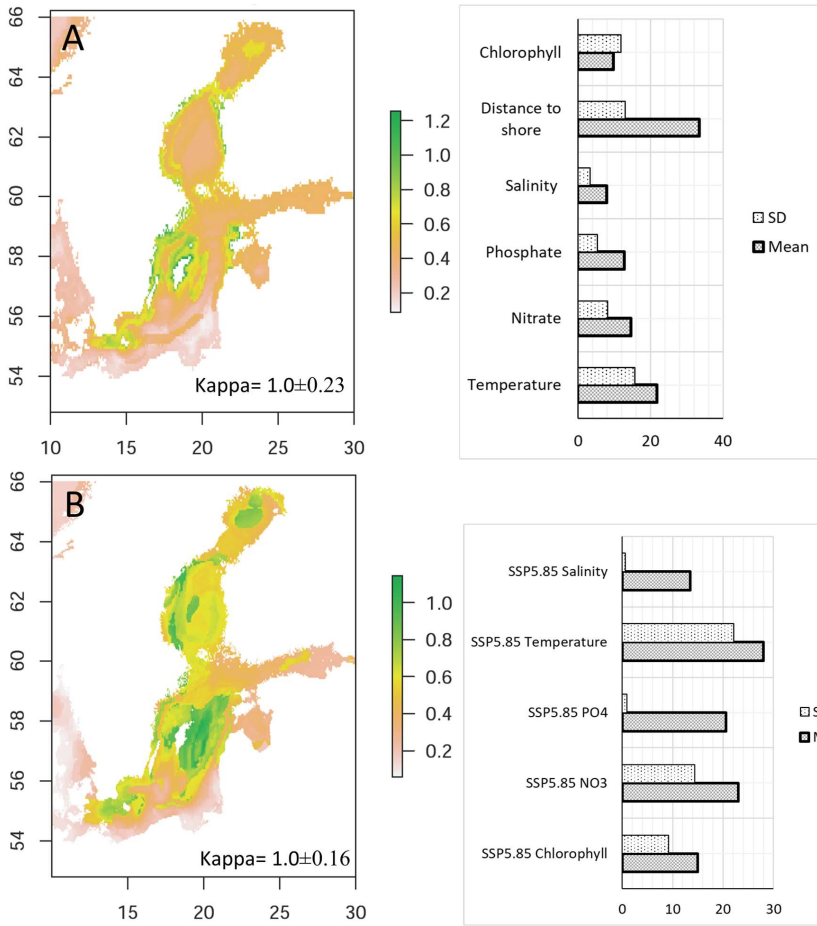 A
66
64
62
60
58
56
54
10
15
20
25
30
Kappa= 1.0±0.23
1.2
1.0
0.8
0.6
0.4
0.2
Chlorophyll
Distance to
shore
Salinity
Phosphate
Nitrate
Temperature
0
20
40
SD
Mean
B
66
64
62
60
58
56
54
15
20
25
30
Kappa= 1.0±0.16
1.0
0.8
0.6
0.4
0.2
SSP5.85 Salinity
SSP5.85 Temperature
SSP5.85 PO4
SSP5.85 NO3
SSP5.85 Chlorophyll
0
10
20
30